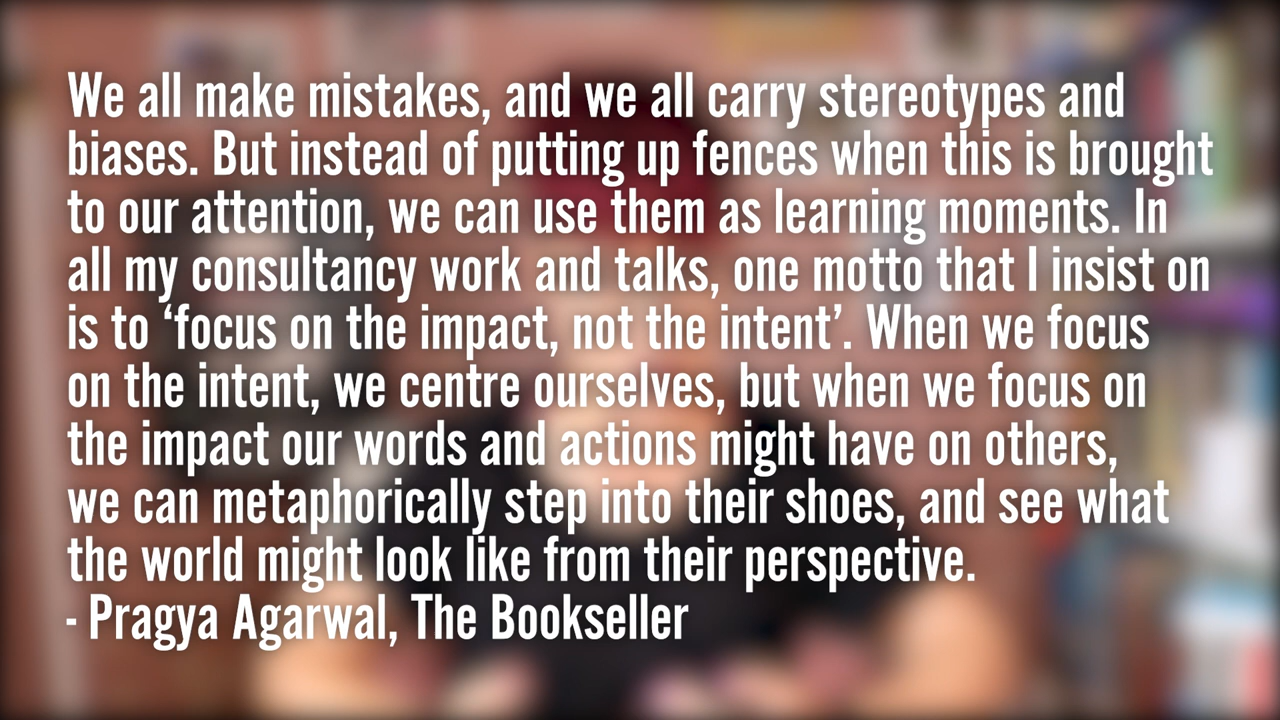 We all make mistakes, and we all carry stereotypes and
biases. But instead of putting up fences when this is brought
to our attention, we can use them as learning moments. In
all my consultancy work and talks, one motto that I insist on
is to ‘focus on the impact, not the intent’. When we focus
on the intent, we centre ourselves, but when we focus on
the impact our words and actions might have on others,
we can metaphorically step into their shoes, and see what
the world might look like from their perspective.
- Pragya Agarwal, The Bookseller